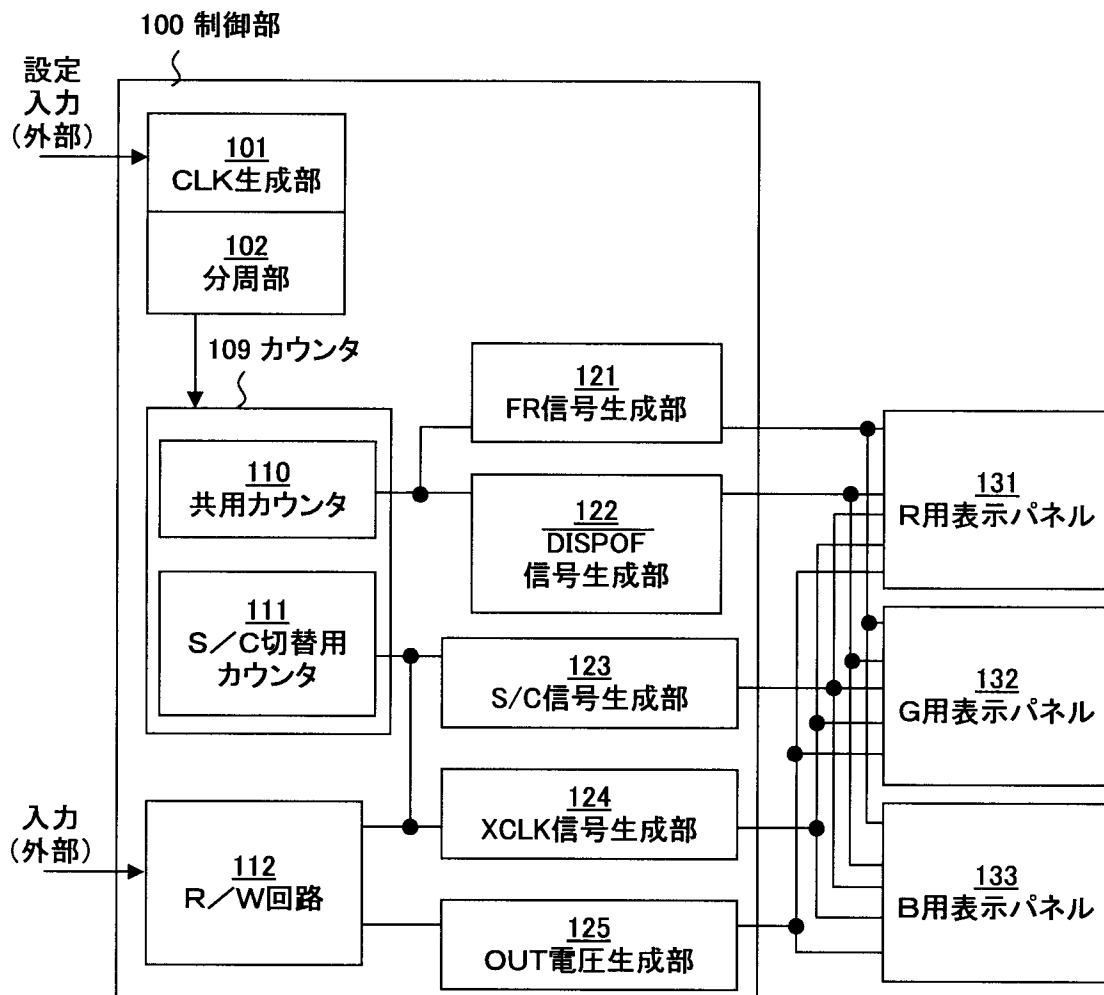 100 制御部
設定
入力
(外部)
101
CLK生成部
102
分周部
109 カウンタ
110
共用カウンタ
111
S/C切替用
カウンタ
入力
(外部)
112
R/W回路
121
FR信号生成部
122
DISPOF
信号生成部
123
S/C信号生成部
124
XCLK信号生成部
125
OUT電圧生成部
131
R用表示パネル
132
G用表示パネル
133
B用表示パネル